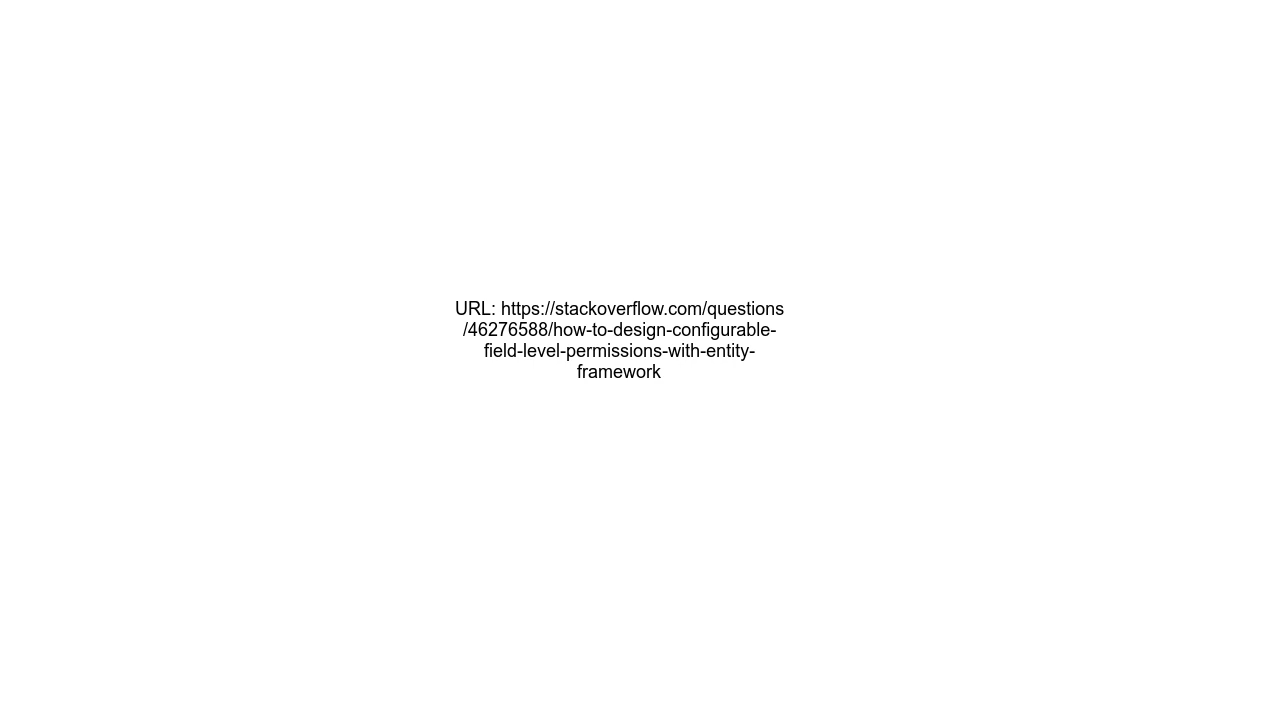 URL: https://stackoverflow.com/questions
/46276588/how-to-design-configurable-
field-level-permissions-with-entity-
framework